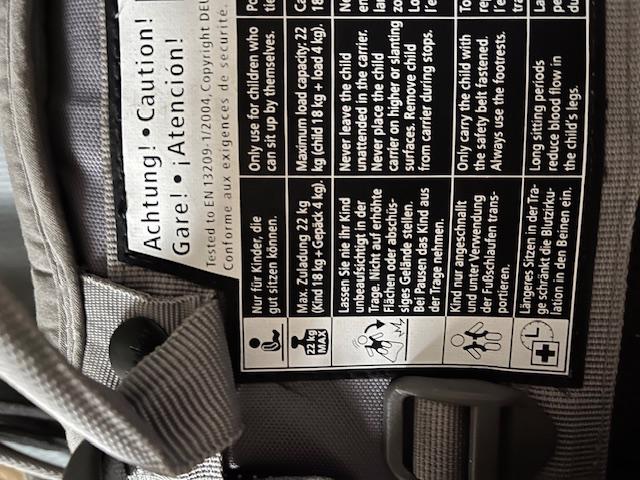 Achtung! • Caution!
Gare! • ¡Atención!
Tested to EN 13209-1/2004, Copyright
Conforme aux exigences de sécurité.
Nur für Kinder, die
gut sitzen können.
Only use for children who
can sit up by themselves.
22 kg
MAX
Max. Zuladung 22 kg
(Kind 18 kg + Gepäck 4 kg).
Maximum load capacity: 22
kg (child 18 kg + load 4 kg).
18
Lassen Sie nie Ihr Kind
unbeaufsichtigt in der
Trage. Nicht auf erhöhte
Flächen oder abschüs-
siges Gelände stellen.
Bei Pausen das Kind aus
der Trage nehmen.
Never leave the child
unattended in the carrier.
Never place the child
carrier on higher or slanting
surfaces. Remove child
from carrier during stops.
Kind nur angeschnallt
und unter Verwendung
der Fußschlaufen trans-
portieren.
Only carry the child with
the safety belt fastened.
Always use the footrests.
Längeres Sitzen in der Tra-
ge schränkt die Blutzirku-
lation in den Beinen ein.
Long sitting periods
reduce blood flow in
the child's legs.